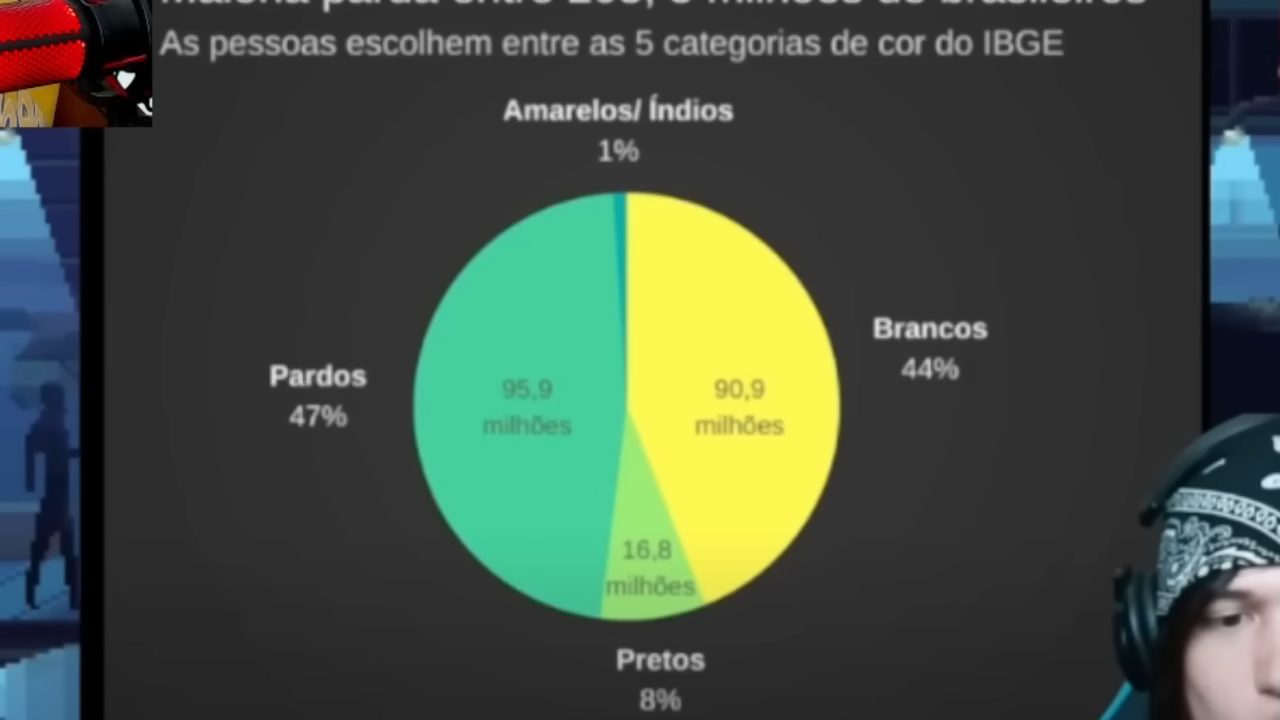 As pessoas escolhem entre as 5 categorias de cor do IBGE
Amarelos/ Índios
1%
Brancos
44%
Pardos
47%
95,9
milhões
90,9
milhões
16,8
milhões
Pretos
8%